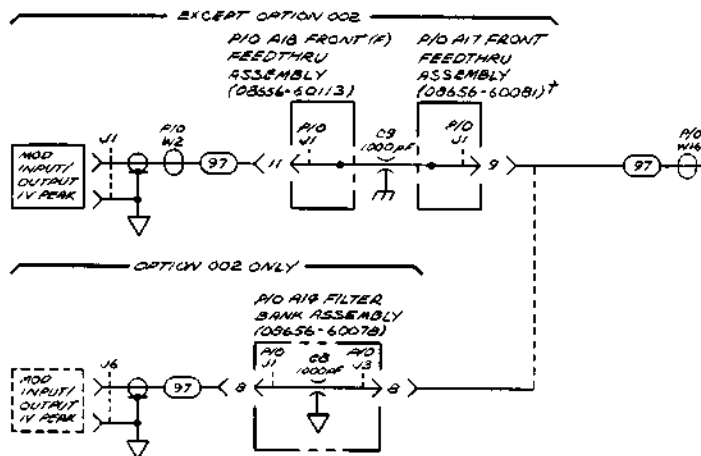 EXCEPT OPTION 002
P/O A18 FRONT (F)
FEEDTHRU
ASSEMBLY
(08656-60113)
P/O A17 FRONT
FEEDTHRU
ASSEMBLY
(08656-60081)†
MOD
INPUT/
OUTPUT
1V PEAK
J1
P/O
W2
97
11
P/O
J1
C9
1000pF
P/O
J1
9
97
P/O
W16
OPTION 002 ONLY
P/O A19 FILTER
BANK ASSEMBLY
(08656-60078)
MOD
INPUT/
OUTPUT
1V PEAK
J6
97
8
P/O
J1
C8
1000pF
P/O
J3
8